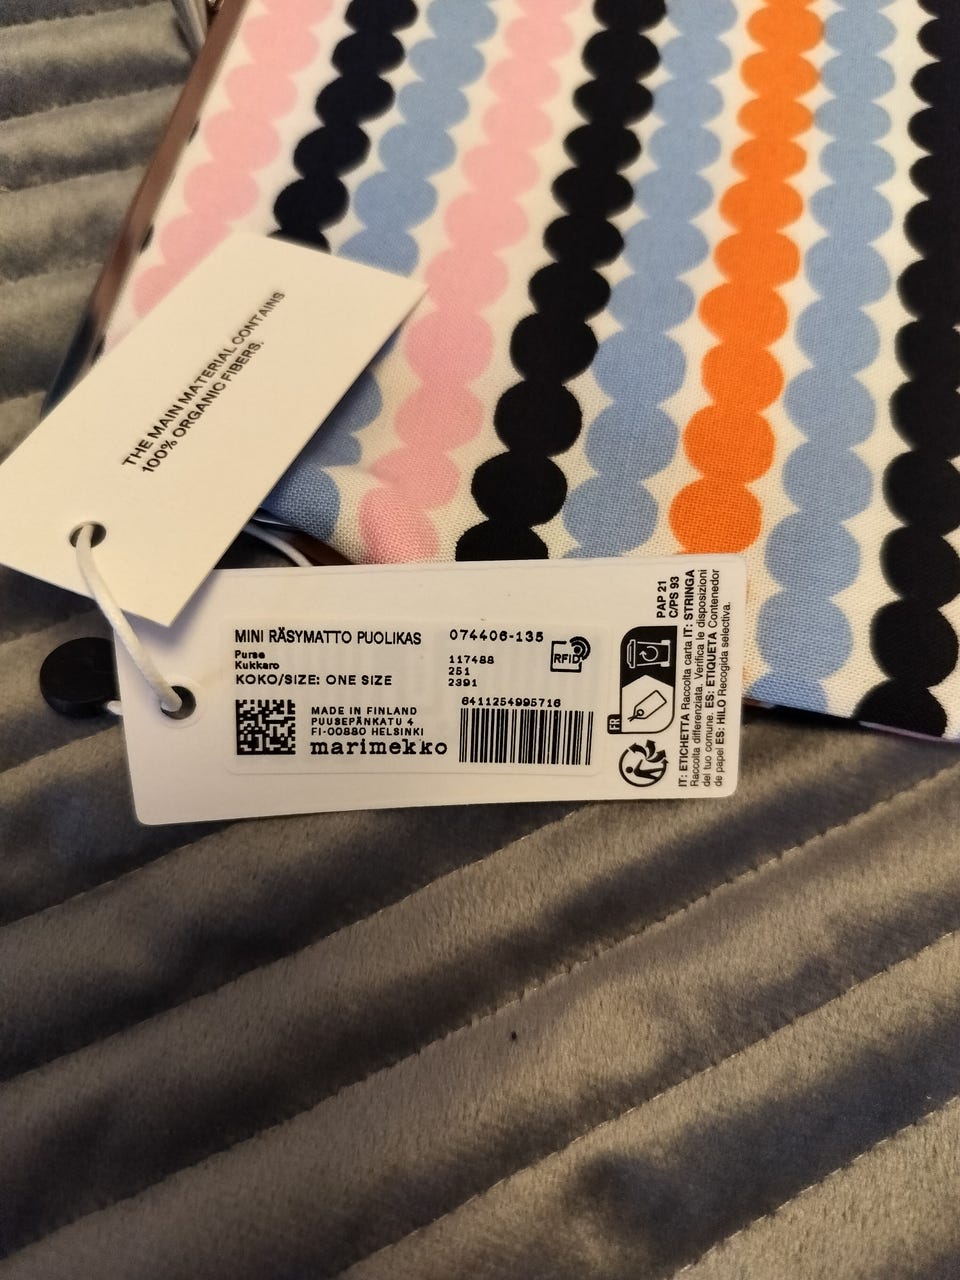 THE MAIN MATERIAL CONTAINS
100% ORGANIC FIBERS.
MINI RÄSYMATTO PUOLIKAS
Purse
Kukkaro
KOKO/SIZE: ONE SIZE
074406-135
117488
251
2391
RFID
MADE IN FINLAND
PUUSEPÄNKATU 4
FI-00880 HELSINKI
marimekko
6411254995716
FR
PAP 21
C/PS 93
IT: ETICHETTA Raccolta carta IT: STRINGA
Raccolta differenziata. Verifica le disposizioni
del tuo comune. ES: ETIQUETA Contenedor
de papel ES: HILO Recogida selectiva.